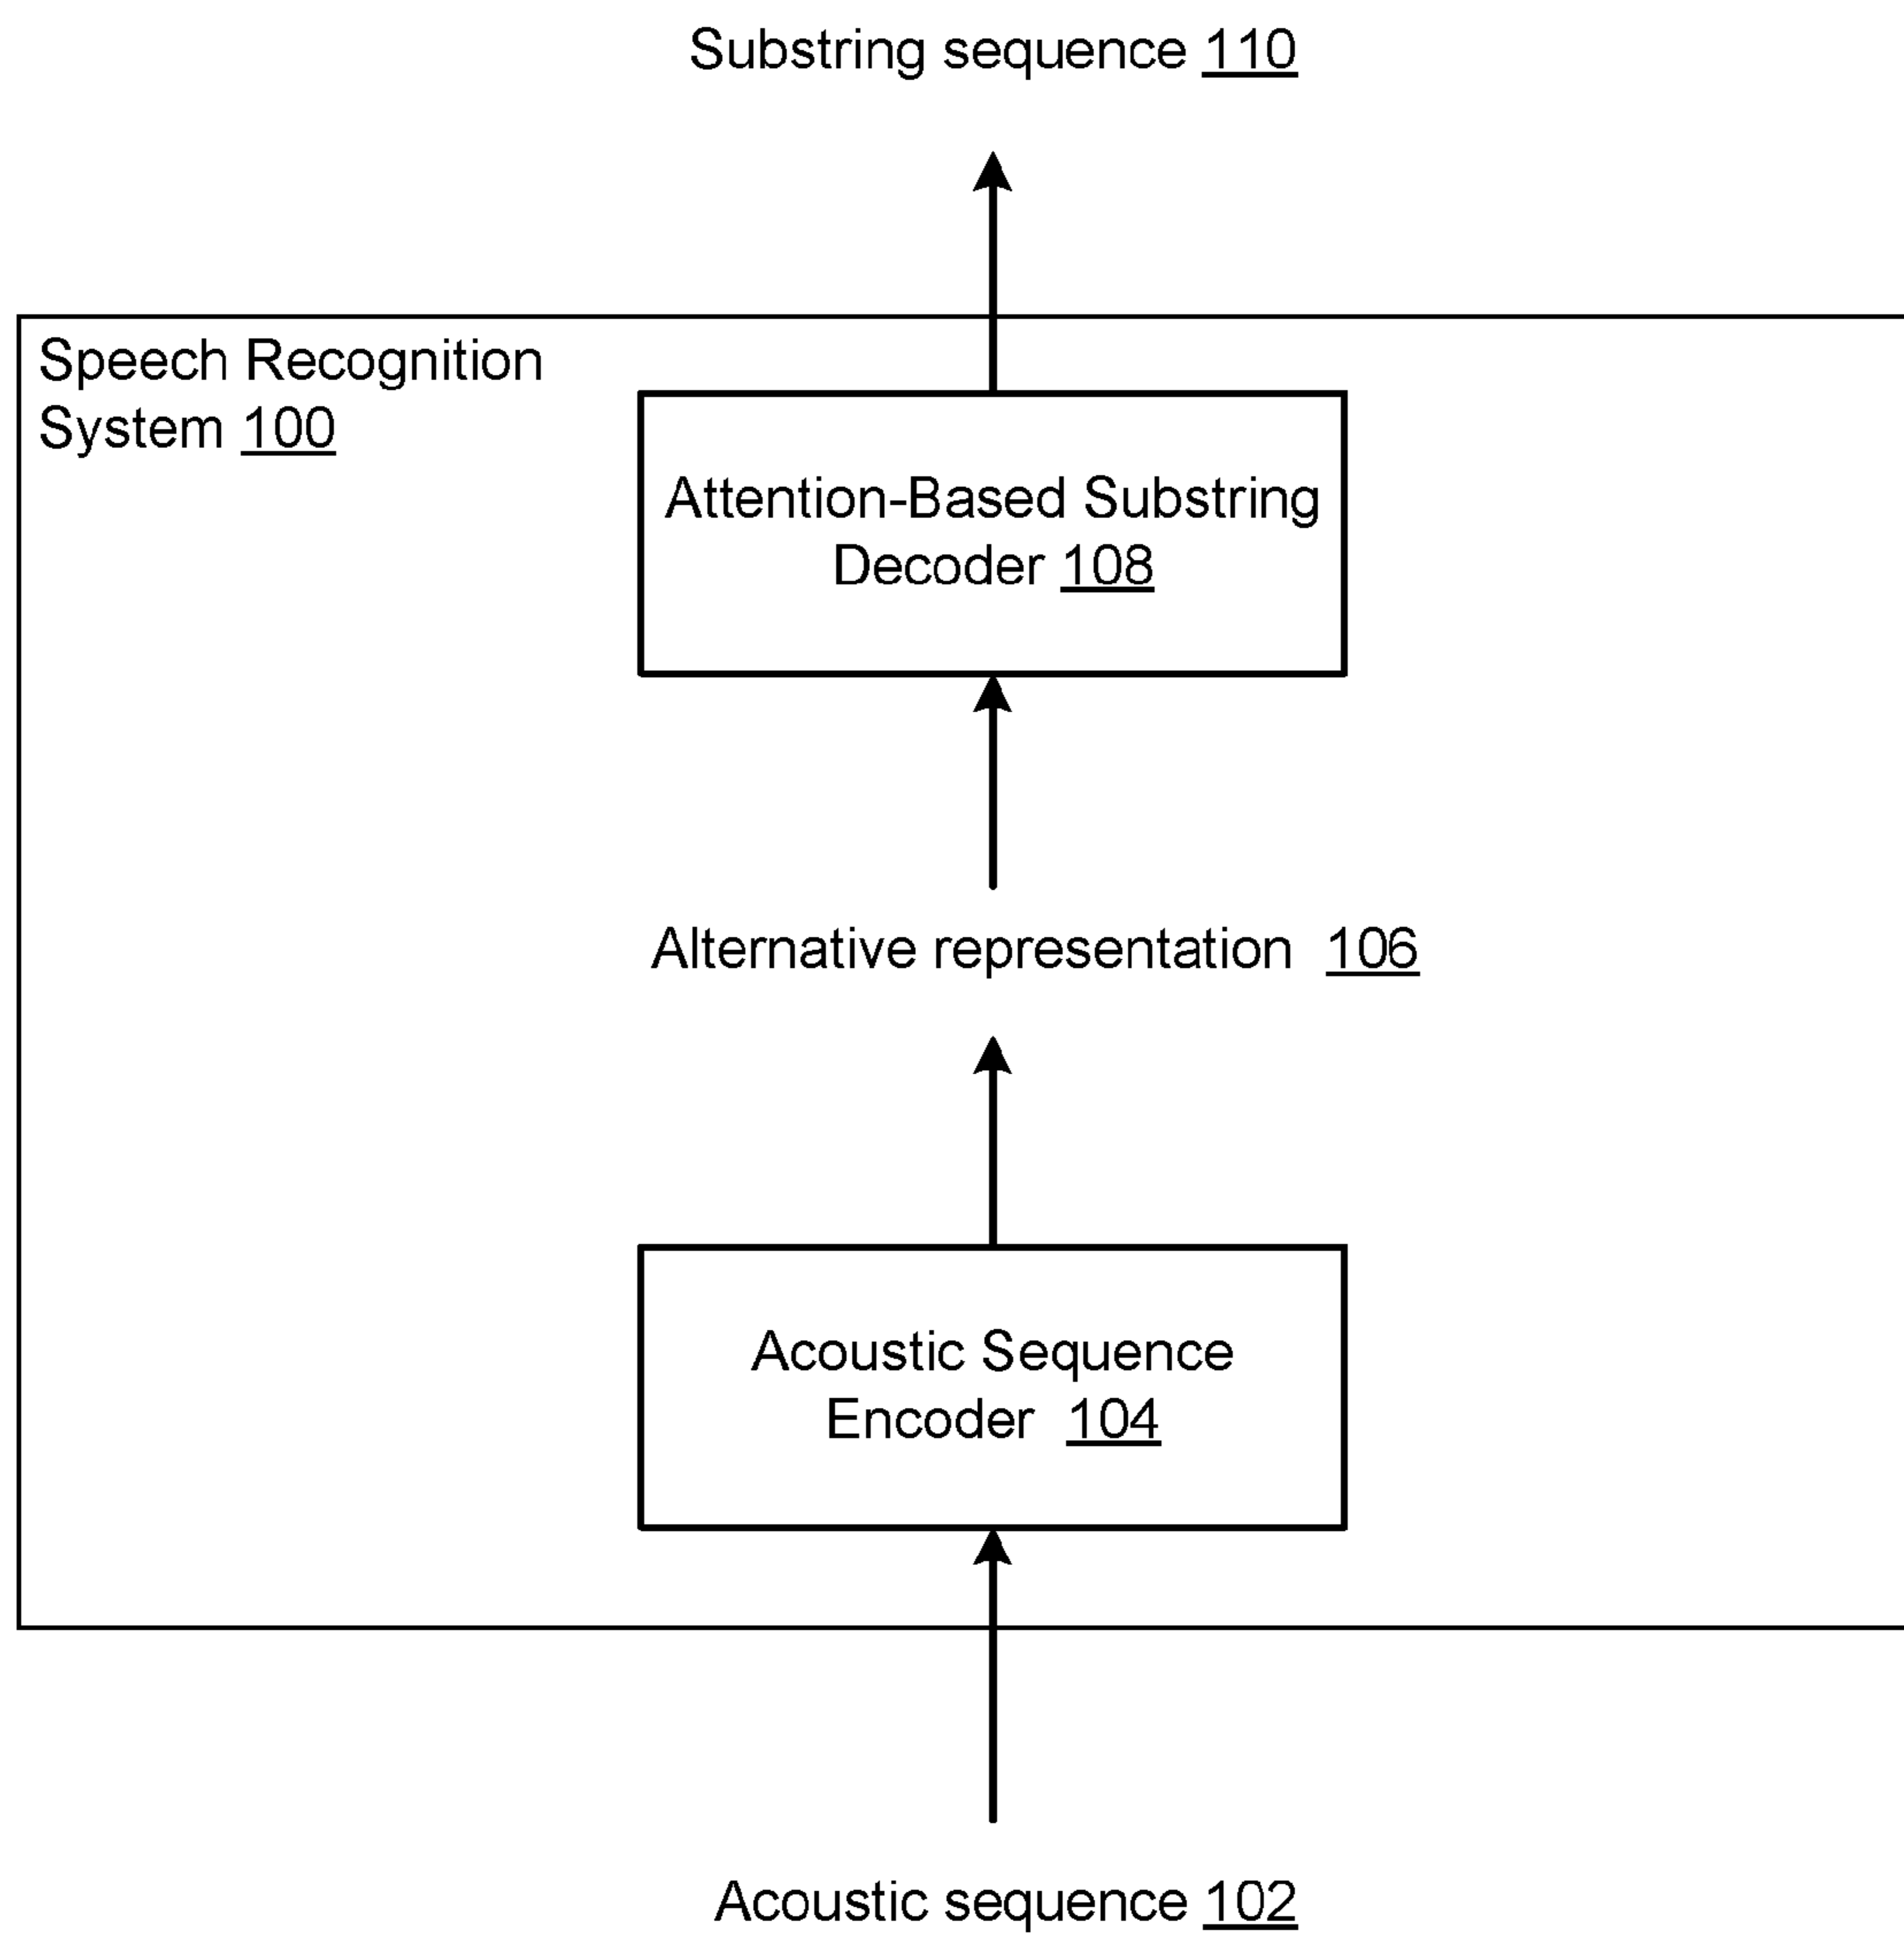 Substring sequence 110
Speech Recognition
System 100
Attention-Based Substring
Decoder 108
Alternative representation 106
Acoustic Sequence
Encoder 104
Acoustic sequence 102